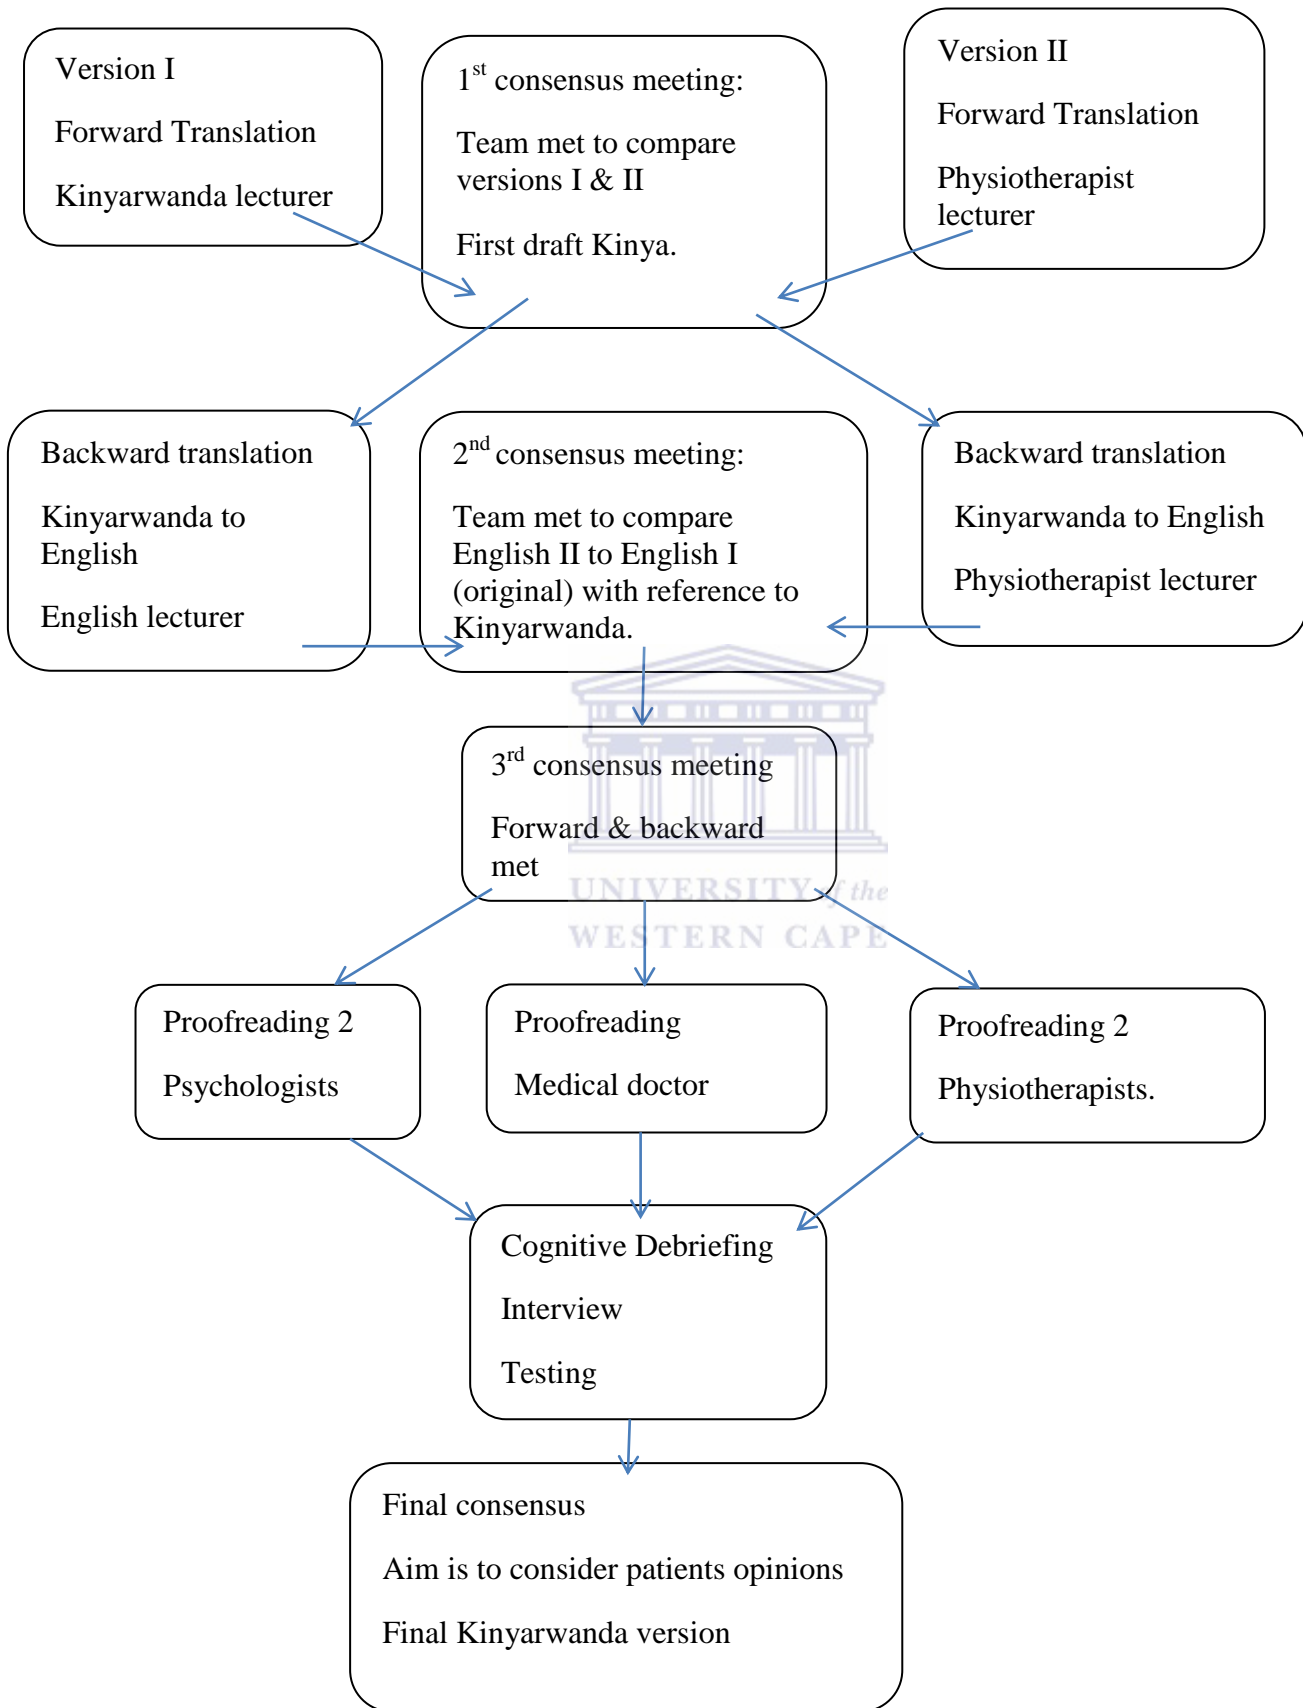 Version I
Forward Translation
Kinyarwanda lecturer
1st consensus meeting:
Team met to compare
versions I & II
First draft Kinya.
Version II
Forward Translation
Physiotherapist
lecturer
Backward translation
Kinyarwanda to
English
English lecturer
2nd consensus meeting:
Team met to compare
English II to English I
(original) with reference to
Kinyarwanda.
Backward translation
Kinyarwanda to English
Physiotherapist lecturer
3rd consensus meeting
Forward & backward
met
UNIVERSITY of the
WESTERN CAPE
Proofreading 2
Psychologists
Proofreading
Medical doctor
Proofreading 2
Physiotherapists.
Cognitive Debriefing
Interview
Testing
Final consensus
Aim is to consider patients opinions
Final Kinyarwanda version